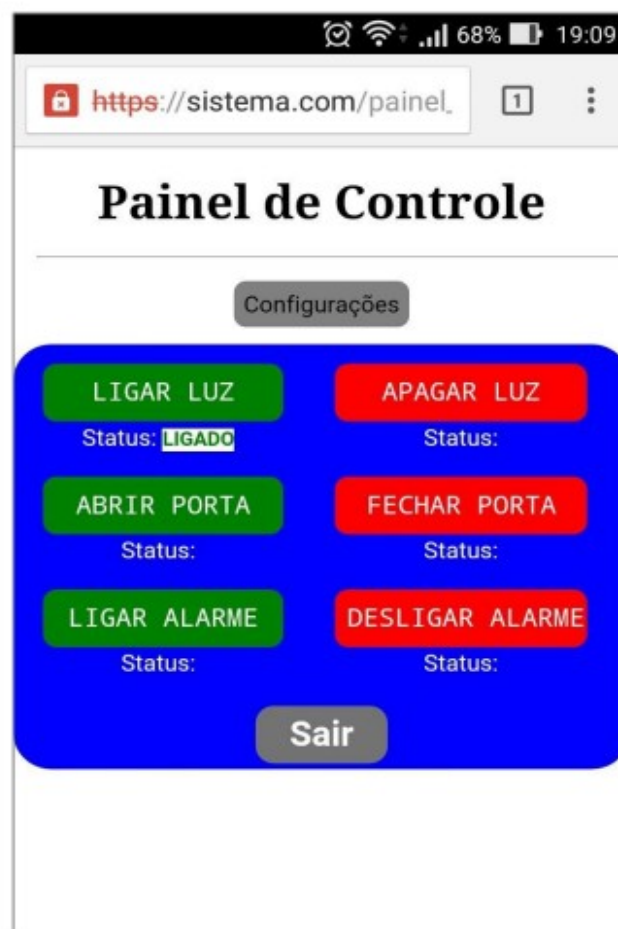 68% 19:09
https://sistema.com/painel_
1
Painel de Controle
Configurações
LIGAR LUZ APAGAR LUZ
Status: LIGADO Status:
ABRIR PORTA FECHAR PORTA
Status: Status:
LIGAR ALARME DESLIGAR ALARME
Status: Status:
Sair